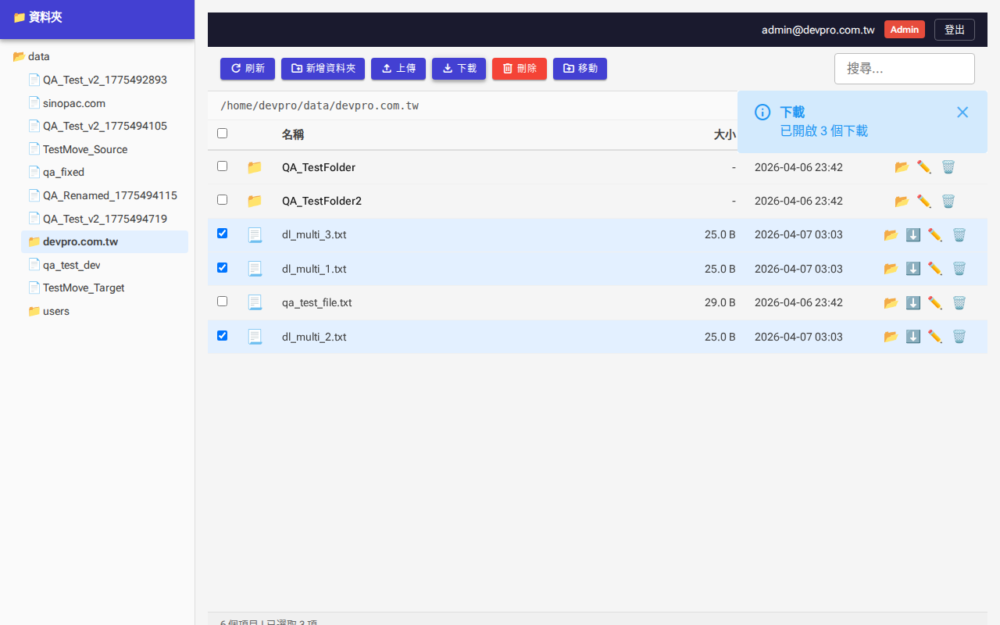 資料夾
data
QA_Test_v2_1775492893
sinopac.com
QA_Test_v2_1775494105
TestMove_Source
qa_fixed
QA_Renamed_1775494115
QA_Test_v2_1775494719
devpro.com.tw
qa_test_dev
TestMove_Target
users
admin@devpro.com.tw Admin 登出
刷新 新增資料夾 上傳 下載 刪除 移動 搜尋...
/home/devpro/data/devpro.com.tw
下載
已開啟 3 個下載
名稱 大小
QA_TestFolder - 2026-04-06 23:42
QA_TestFolder2 - 2026-04-06 23:42
dl_multi_3.txt 25.0 B 2026-04-07 03:03
dl_multi_1.txt 25.0 B 2026-04-07 03:03
qa_test_file.txt 29.0 B 2026-04-06 23:42
dl_multi_2.txt 25.0 B 2026-04-07 03:03
6 個項目 | 已選取 3 項